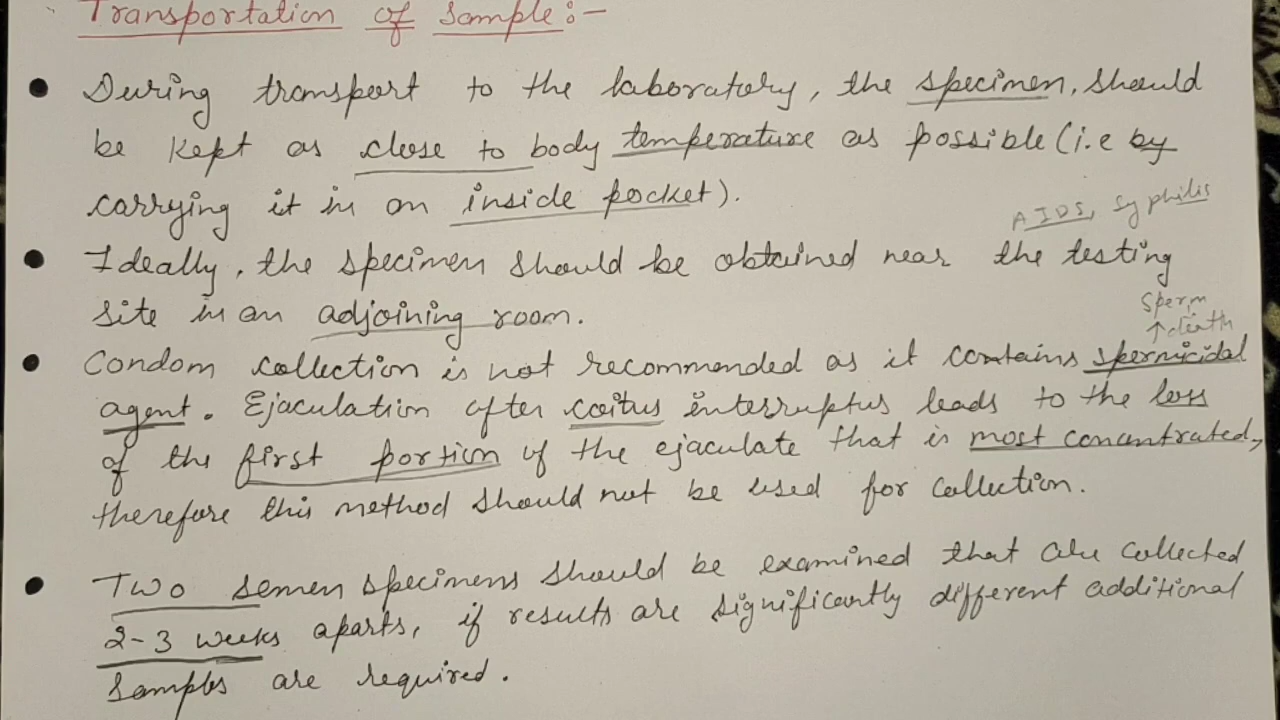 Transportation of Sample:-
• During transport to the laboratory, the specimen, should
be kept as close to body temperature as possible (i.e by
carrying it in an inside pocket).
AIDS, Syphilis
• Ideally, the specimen should be obtained near the testing
site in an adjoining room.
Sperm
↑ death
• Condom collection is not recommended as it contains spermicidal
agent. Ejaculation after coitus interruptus leads to the loss
of the first portion of the ejaculate that is most concentrated,
therefore this method should not be used for collection.
• Two semen specimens should be examined that are collected
2-3 weeks aparts, if results are significantly different additional
samples are required.